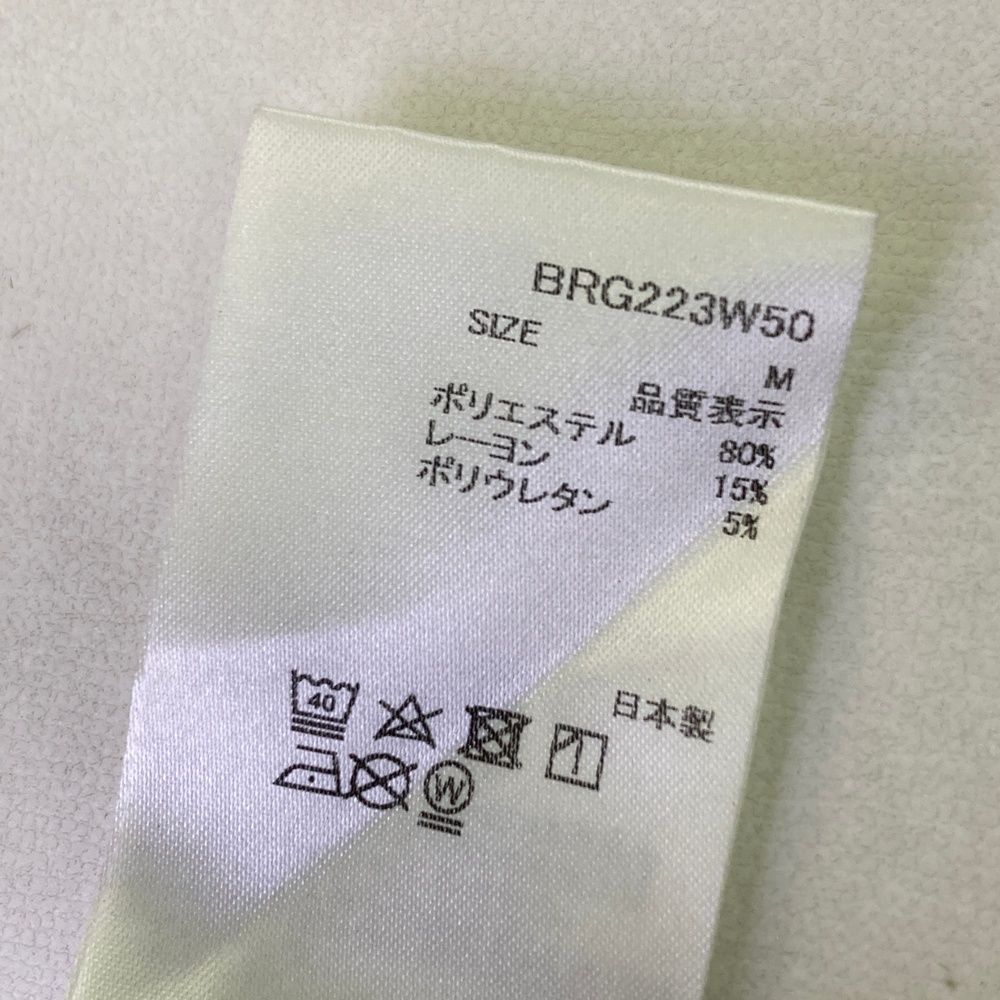 BRG223W50
SIZE
M
品質表示
ポリエステル 80%
レーヨン 15%
ポリウレタン 5%
日本製
40
W